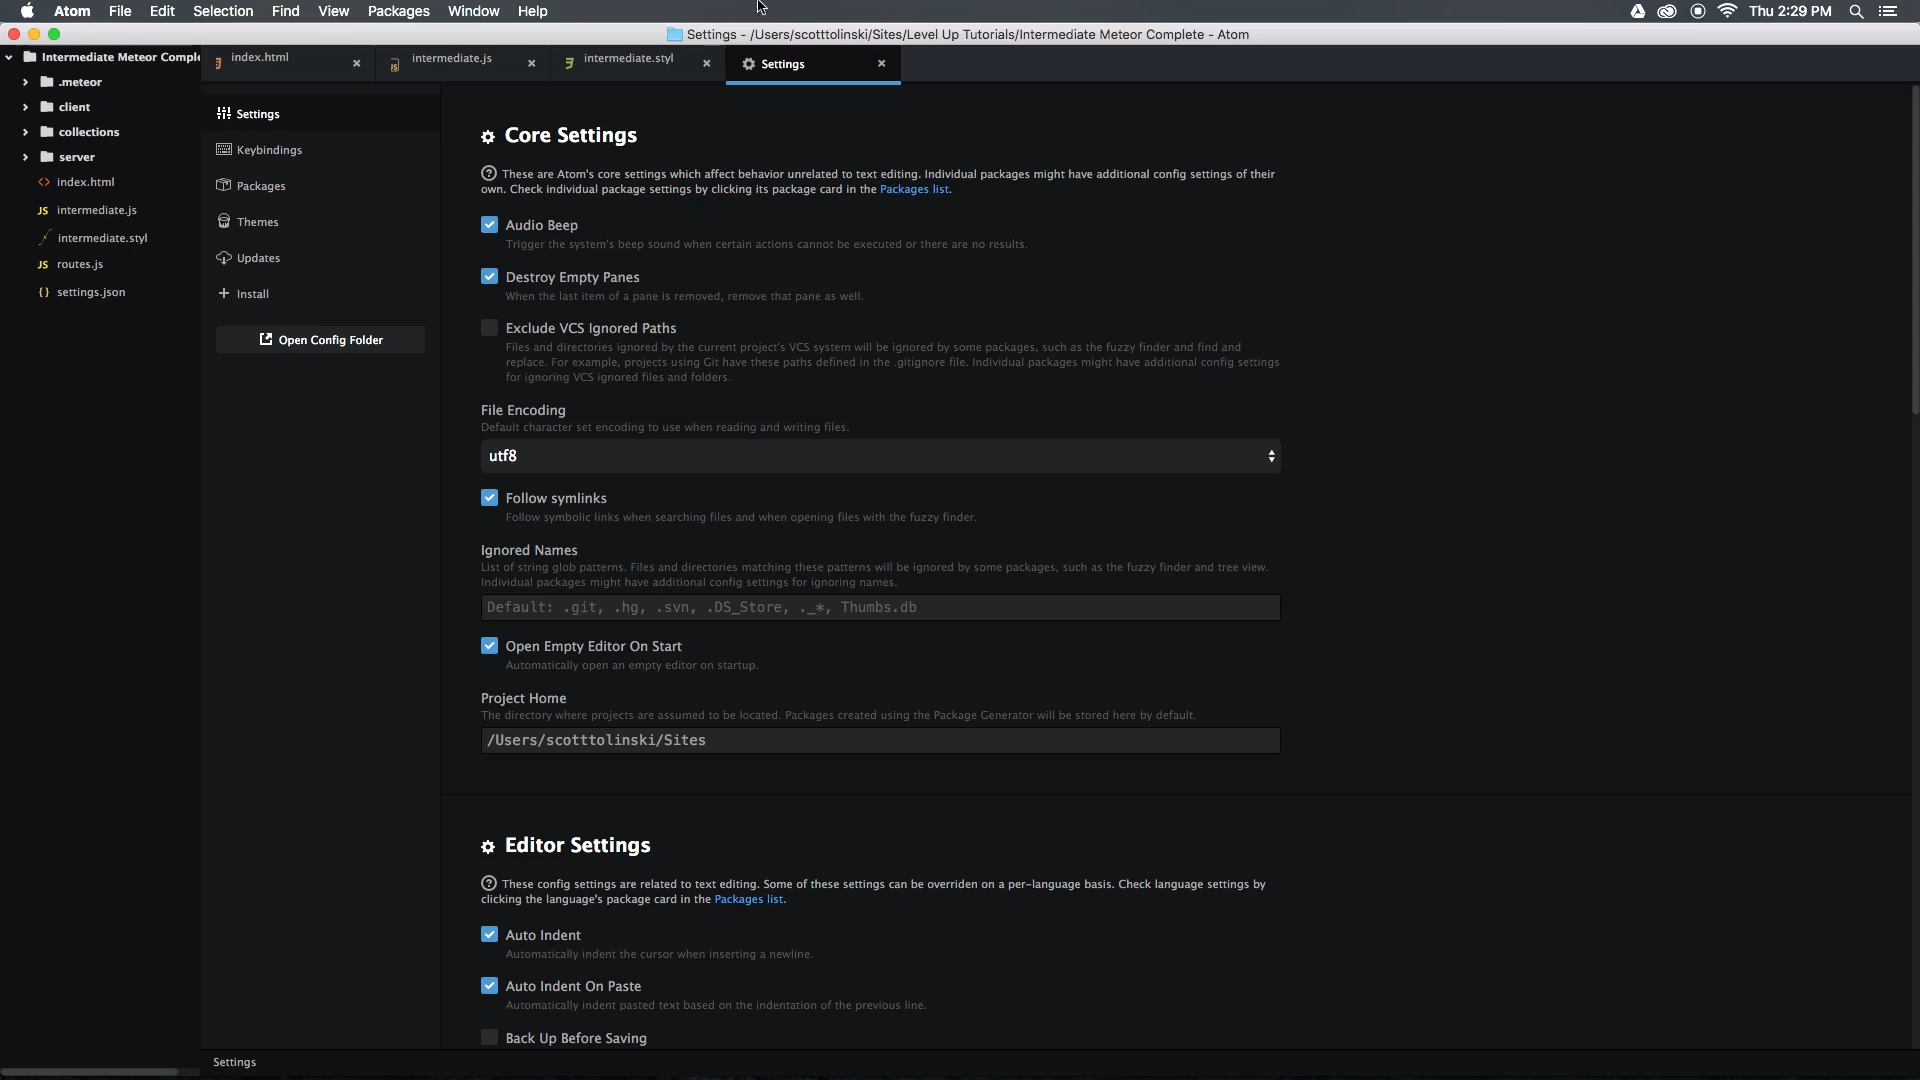 Atom File Edit Selection Find View Packages Window Help Thu 2:29 PM
Settings - /Users/scotttolinski/Sites/Level Up Tutorials/Intermediate Meteor Complete - Atom
Intermediate Meteor Comple
.meteor
client
collections
server
<> index.html
JS intermediate.js
intermediate.styl
JS routes.js
{} settings.json
index.html
intermediate.js
intermediate.styl
Settings
Settings
Keybindings
Packages
Themes
Updates
Install
Open Config Folder
Core Settings
These are Atom's core settings which affect behavior unrelated to text editing. Individual packages might have additional config settings of their
own. Check individual package settings by clicking its package card in the Packages list.
Audio Beep
Trigger the system's beep sound when certain actions cannot be executed or there are no results.
Destroy Empty Panes
When the last item of a pane is removed, remove that pane as well.
Exclude VCS Ignored Paths
Files and directories ignored by the current project's VCS system will be ignored by some packages, such as the fuzzy finder and find and
replace. For example, projects using Git have these paths defined in the .gitignore file. Individual packages might have additional config settings
for ignoring VCS ignored files and folders.
File Encoding
Default character set encoding to use when reading and writing files.
utf8
Follow symlinks
Follow symbolic links when searching files and when opening files with the fuzzy finder.
Ignored Names
List of string glob patterns. Files and directories matching these patterns will be ignored by some packages, such as the fuzzy finder and tree view.
Individual packages might have additional config settings for ignoring names.
Default: .git, .hg, .svn, .DS_Store, ._*, Thumbs.db
Open Empty Editor On Start
Automatically open an empty editor on startup.
Project Home
The directory where projects are assumed to be located. Packages created using the Package Generator will be stored here by default.
/Users/scotttolinski/Sites
Editor Settings
These config settings are related to text editing. Some of these settings can be overriden on a per-language basis. Check language settings by
clicking the language's package card in the Packages list.
Auto Indent
Automatically indent the cursor when inserting a newline.
Auto Indent On Paste
Automatically indent pasted text based on the indentation of the previous line.
Back Up Before Saving
Settings